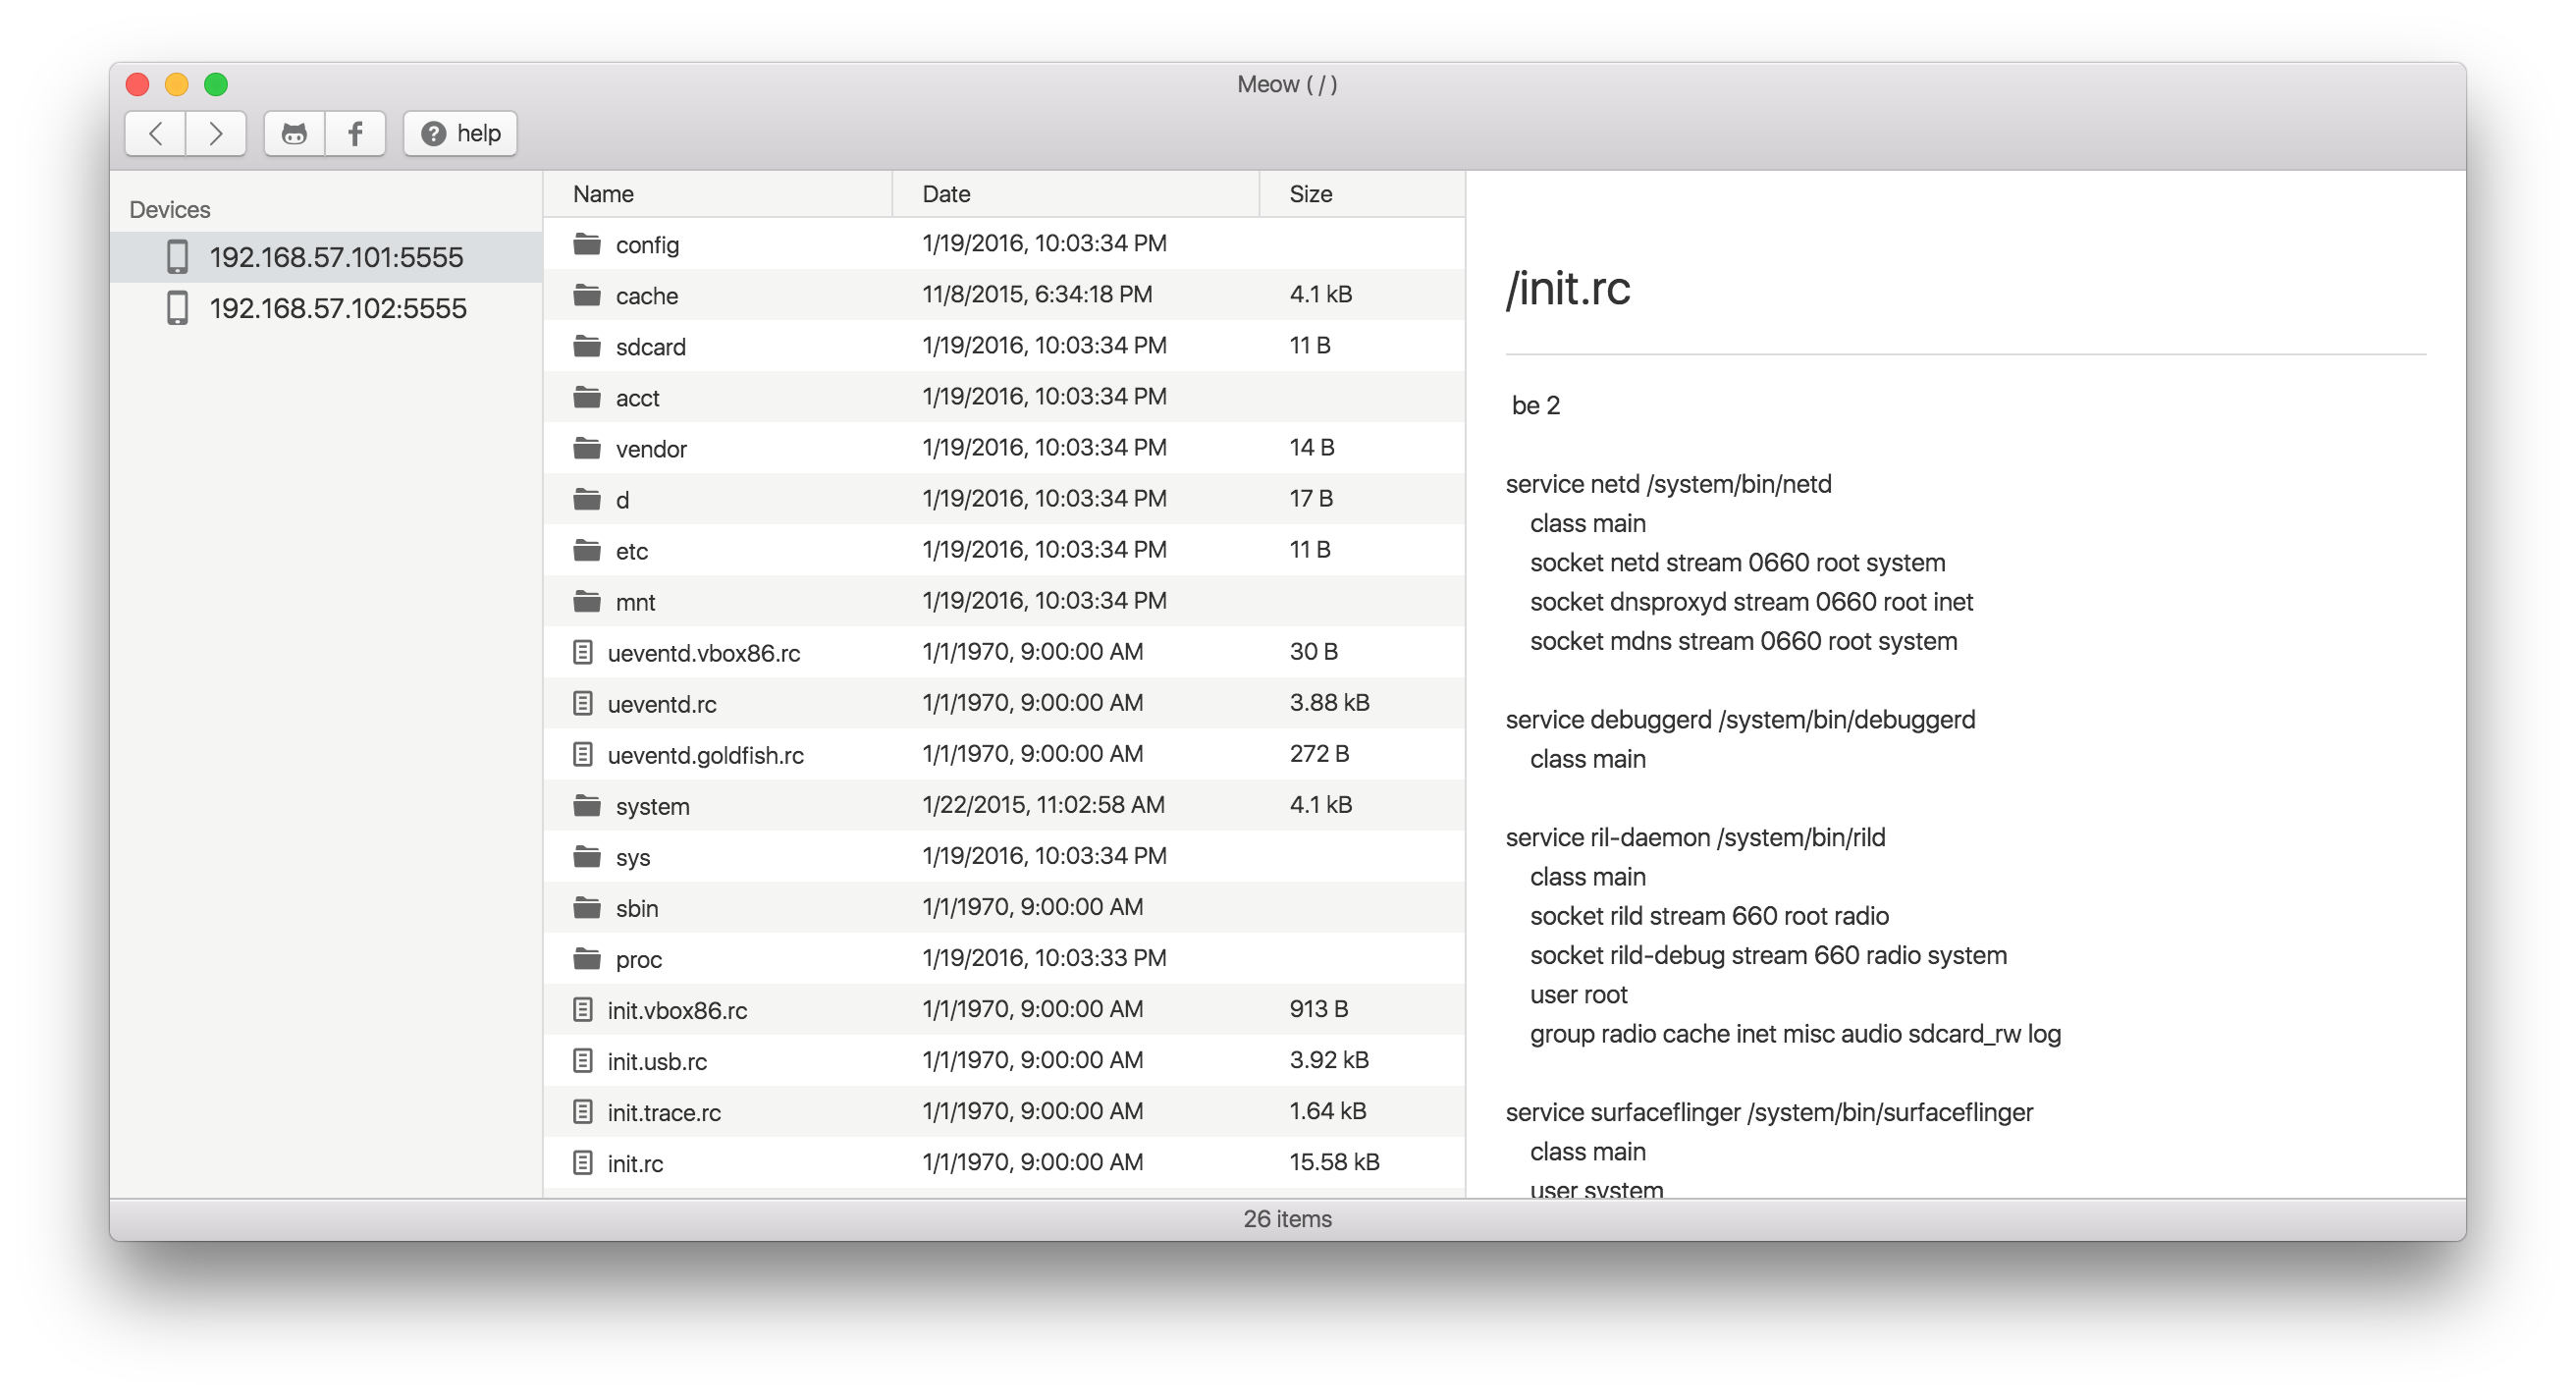 Meow ( / )
help
Devices
192.168.57.101:5555
192.168.57.102:5555
Name Date Size
config 1/19/2016, 10:03:34 PM
cache 11/8/2015, 6:34:18 PM 4.1 kB
sdcard 1/19/2016, 10:03:34 PM 11 B
acct 1/19/2016, 10:03:34 PM
vendor 1/19/2016, 10:03:34 PM 14 B
d 1/19/2016, 10:03:34 PM 17 B
etc 1/19/2016, 10:03:34 PM 11 B
mnt 1/19/2016, 10:03:34 PM
ueventd.vbox86.rc 1/1/1970, 9:00:00 AM 30 B
ueventd.rc 1/1/1970, 9:00:00 AM 3.88 kB
ueventd.goldfish.rc 1/1/1970, 9:00:00 AM 272 B
system 1/22/2015, 11:02:58 AM 4.1 kB
sys 1/19/2016, 10:03:34 PM
sbin 1/1/1970, 9:00:00 AM
proc 1/19/2016, 10:03:33 PM
init.vbox86.rc 1/1/1970, 9:00:00 AM 913 B
init.usb.rc 1/1/1970, 9:00:00 AM 3.92 kB
init.trace.rc 1/1/1970, 9:00:00 AM 1.64 kB
init.rc 1/1/1970, 9:00:00 AM 15.58 kB
/init.rc
be 2
service netd /system/bin/netd
class main
socket netd stream 0660 root system
socket dnsproxyd stream 0660 root inet
socket mdns stream 0660 root system
service debuggerd /system/bin/debuggerd
class main
service ril-daemon /system/bin/rild
class main
socket rild stream 660 root radio
socket rild-debug stream 660 radio system
user root
group radio cache inet misc audio sdcard_rw log
service surfaceflinger /system/bin/surfaceflinger
class main
user system
26 items